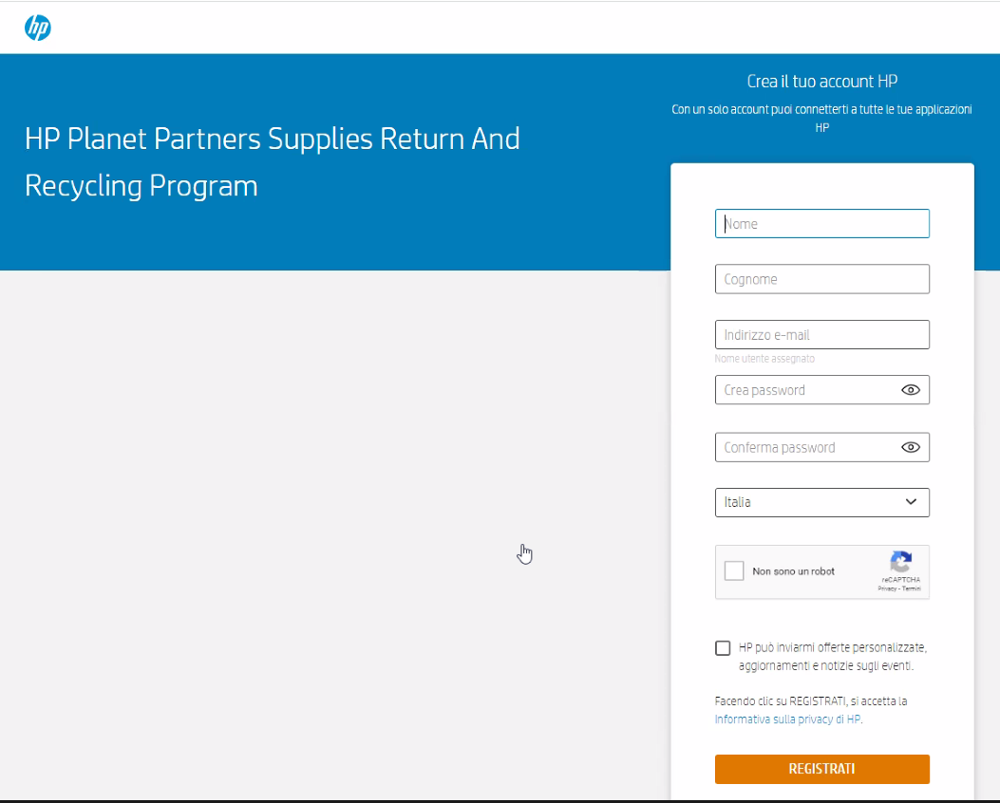 hp
HP Planet Partners Supplies Return And
Recycling Program
Crea il tuo account HP
Con un solo account puoi connetterti a tutte le tue applicazioni
HP
Nome
Cognome
Indirizzo e-mail
Nome utente assegnato
Crea password
Conferma password
Italia
Non sono un robot
reCAPTCHA
Privacy - Termini
HP può inviarmi offerte personalizzate,
aggiornamenti e notizie sugli eventi.
Facendo clic su REGISTRATI, si accetta la
Informativa sulla privacy di HP.
REGISTRATI